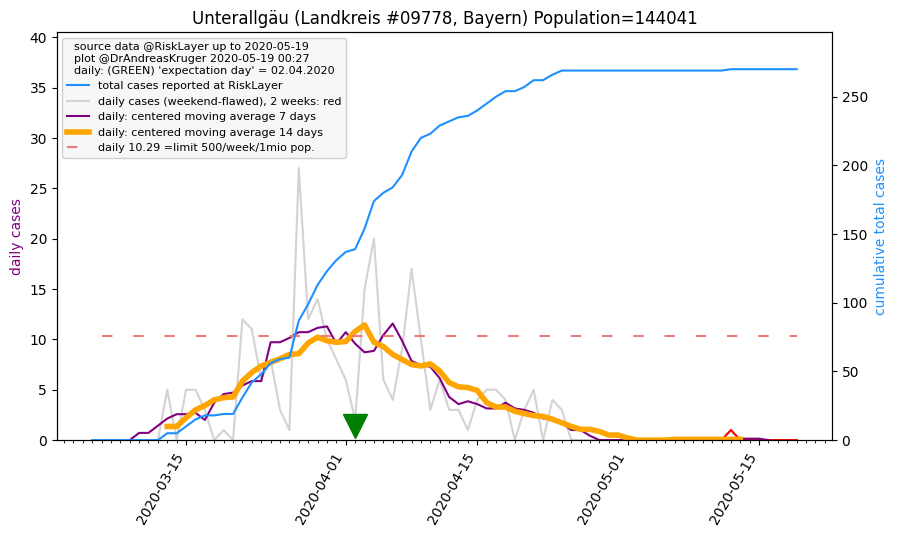 Unterallgäu (Landkreis #09778, Bayern) Population=144041
source data @RiskLayer up to 2020-05-19
plot @DrAndreasKruger 2020-05-19 00:27
daily: (GREEN) 'expectation day' = 02.04.2020
total cases reported at RiskLayer
daily cases (weekend-flawed), 2 weeks: red
daily: centered moving average 7 days
daily: centered moving average 14 days
daily 10.29 =limit 500/week/1mio pop.
daily cases
40
35
30
25
20
15
10
5
0
cumulative total cases
250
200
150
100
50
0
2020-03-15
2020-04-01
2020-04-15
2020-05-01
2020-05-15